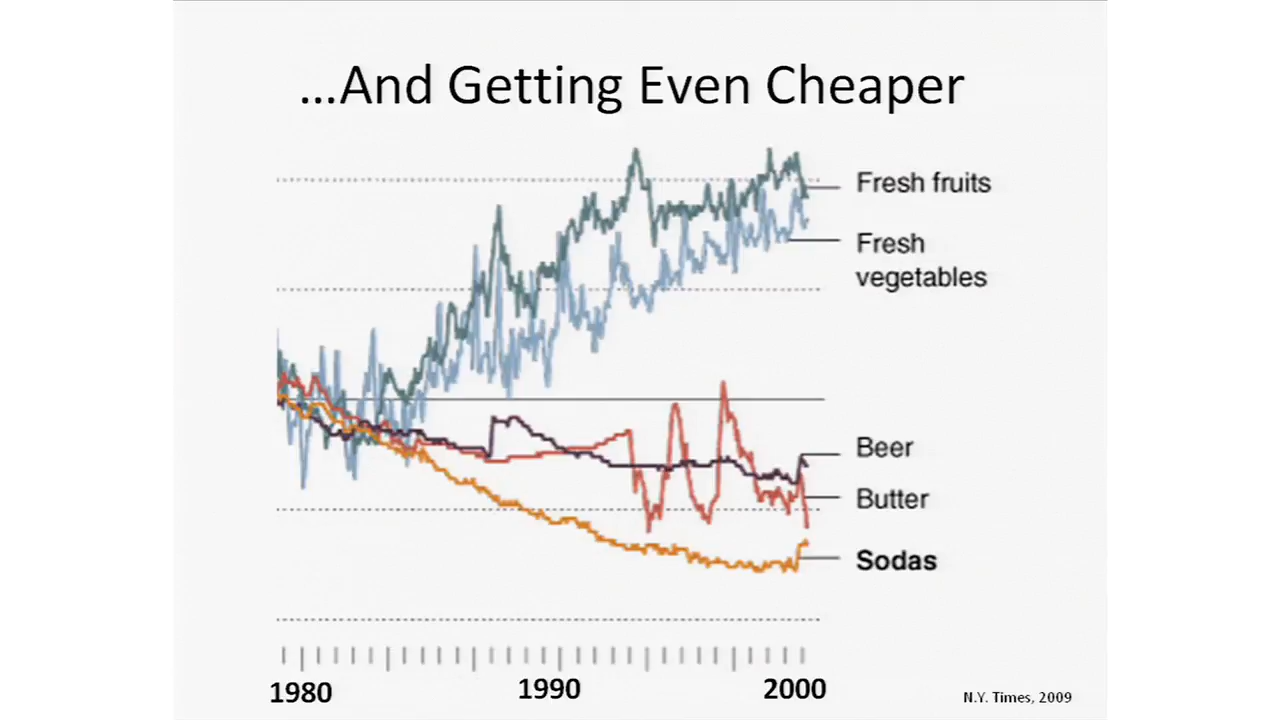 ...And Getting Even Cheaper
Fresh fruits
Fresh
vegetables
Beer
Butter
Sodas
1980
1990
2000
N.Y. Times, 2009